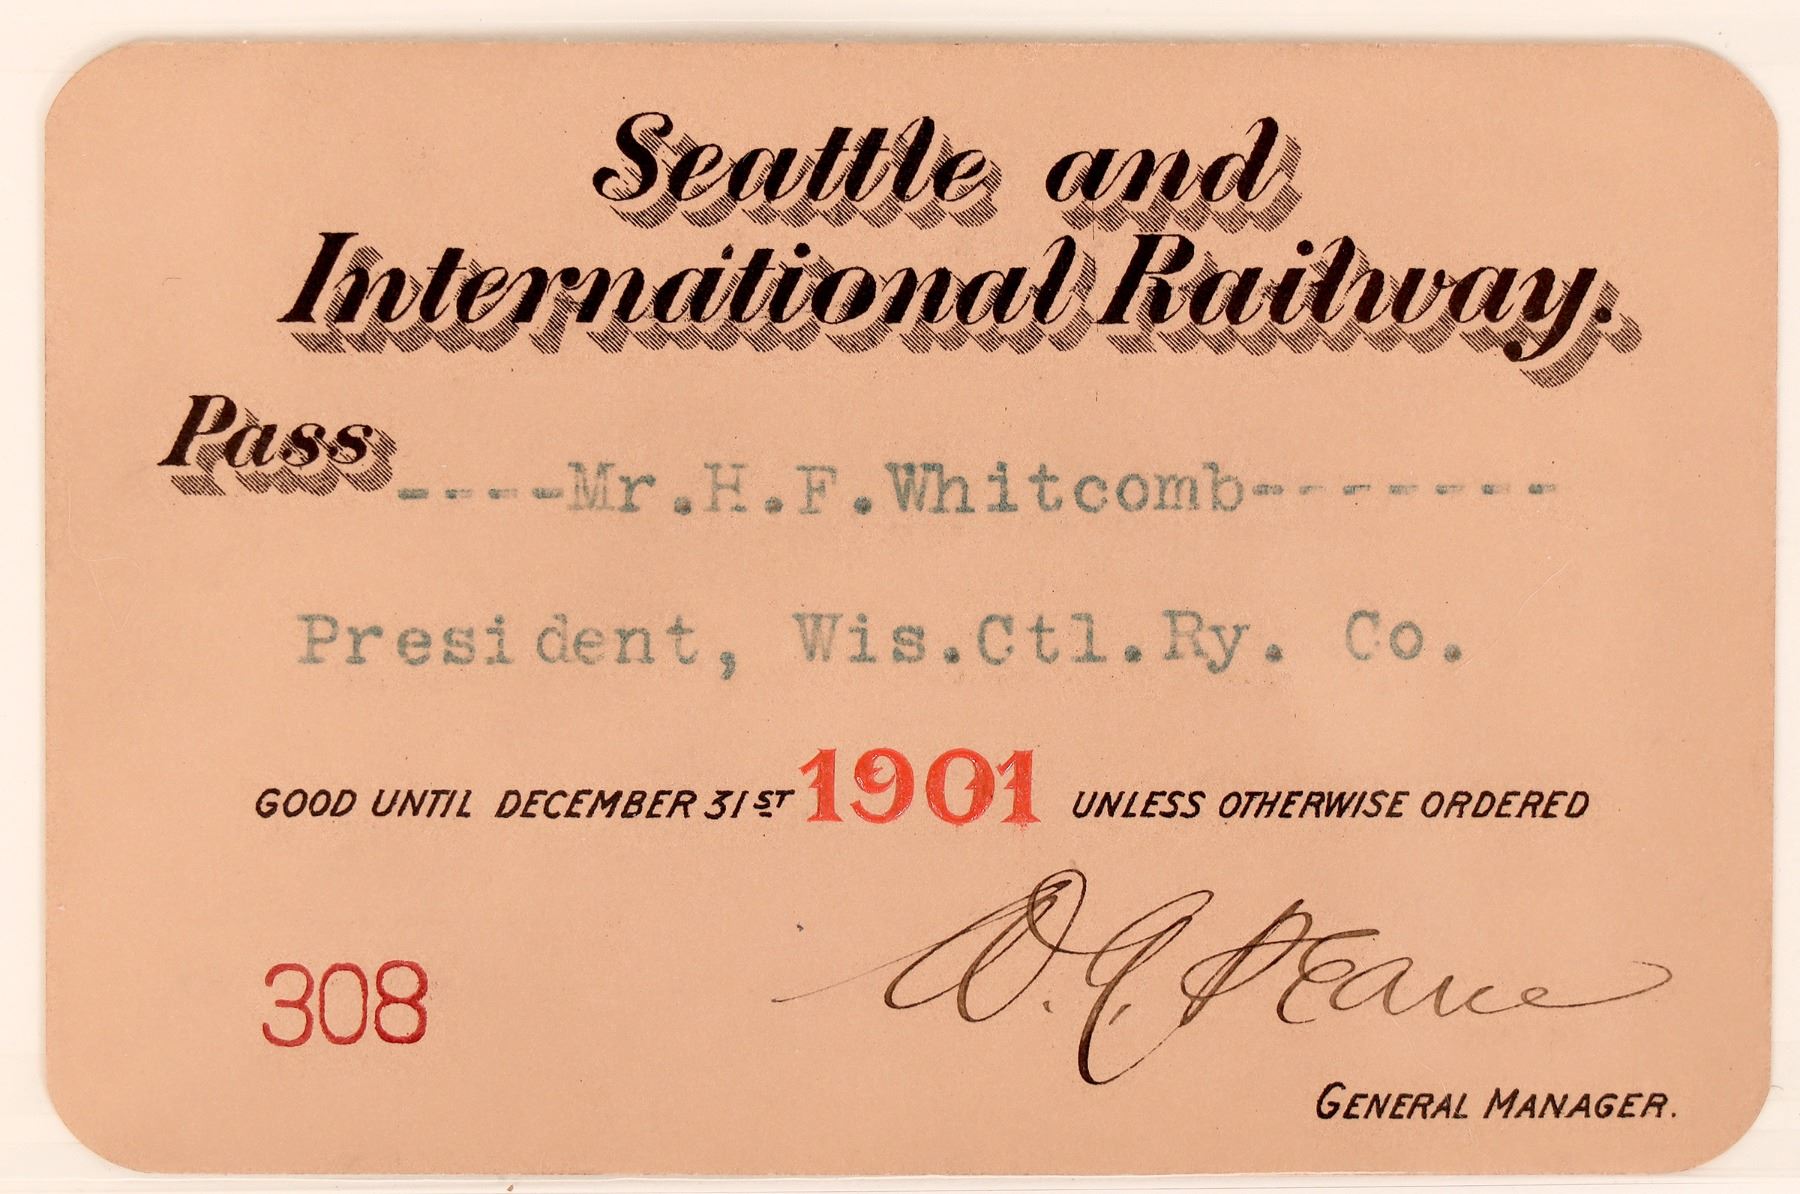 Seattle and
International Railway.
Pass
----Mr.H.F.Whitcomb--------
President, Wis.Ctl.Ry. Co.
GOOD UNTIL DECEMBER 31ST 1901 UNLESS OTHERWISE ORDERED
308
GENERAL MANAGER.